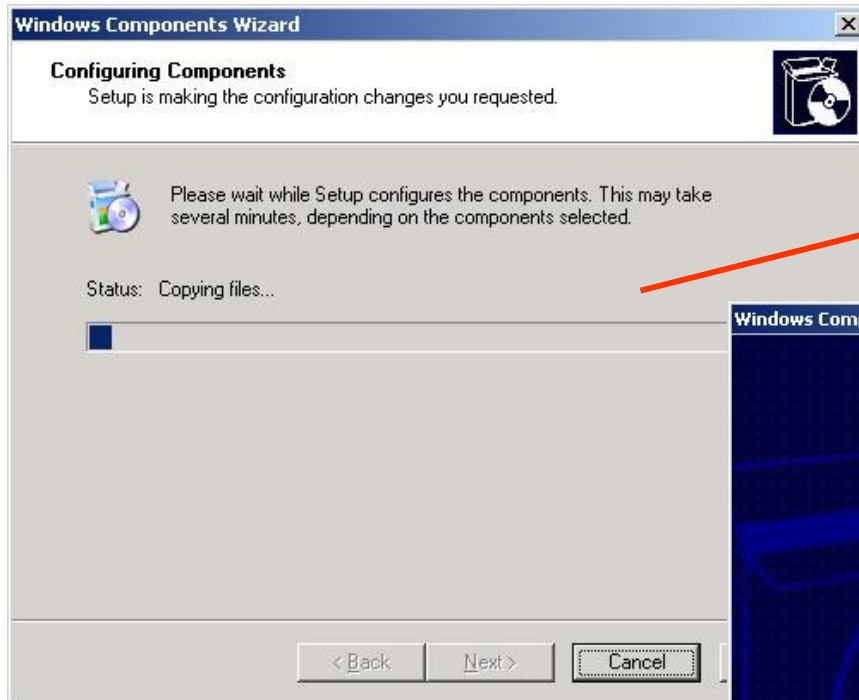 Windows Components Wizard
Configuring Components
Setup is making the configuration changes you requested.
Please wait while Setup configures the components. This may take
several minutes, depending on the components selected.
Status: Copying files...
Windows Com
< Back Next > Cancel